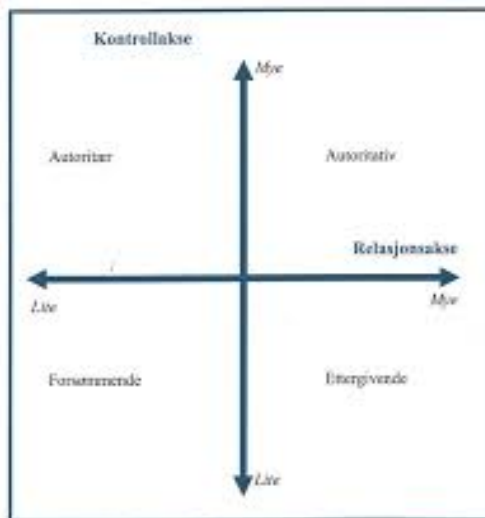 Kontrollakse
Mye
Autoritær
Autoritativ
Relasjonsakse
Lite
Mye
Forsømmende
Ettergivende
Lite